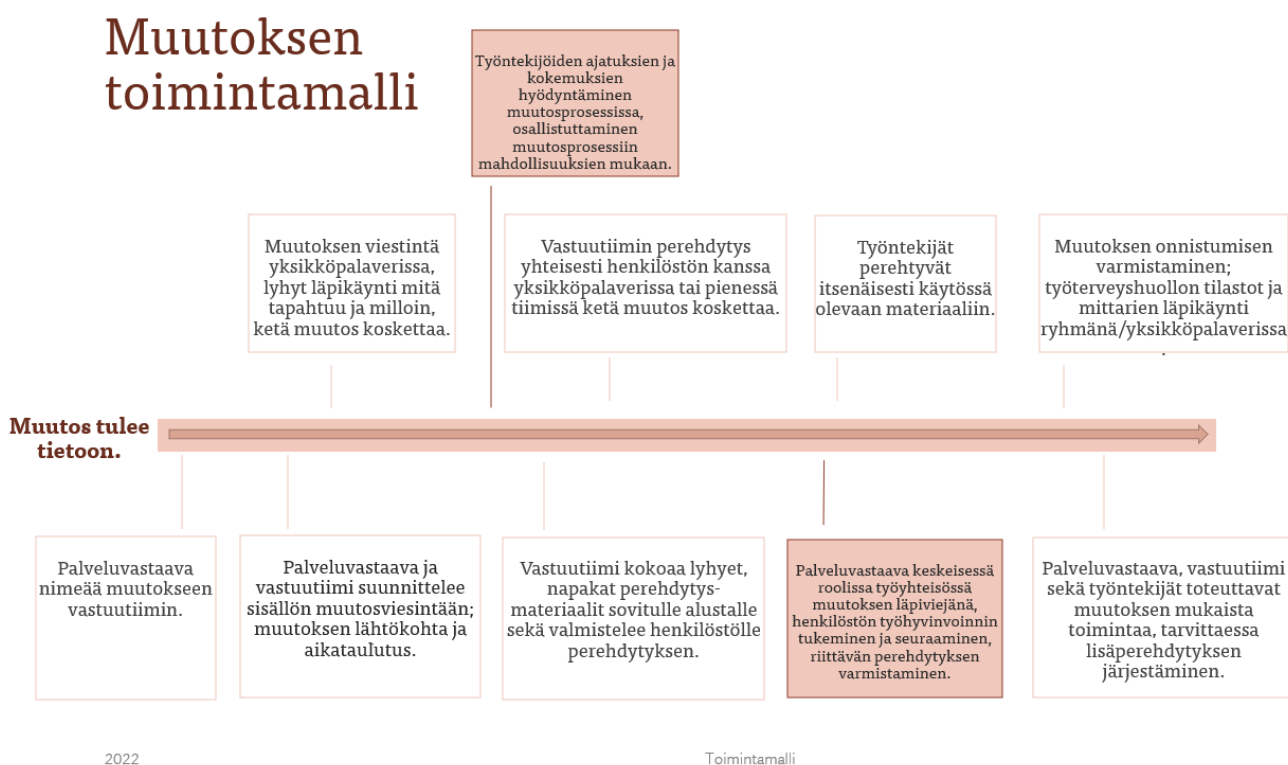 Muutoksen
toimintamalli
Työntekijöiden ajatuksien ja
kokemuksien
hyödyntäminen
muutosprosessissa,
osallistuttaminen
muutosprosessiin
mahdollisuuksien mukaan.
Muutoksen viestintä
yksikköpalaverissa,
lyhyt läpikäynti mitä
tapahtuu ja milloin,
ketä muutos koskettaa.
Vastuutiimin perehdytys
yhteisesti henkilöstön kanssa
yksikköpalaverissa tai pienessä
tiimissä ketä muutos koskettaa.
Työntekijät
perehtyvät
itsenäisesti käytössä
olevaan materiaaliin.
Muutoksen onnistumisen
varmistaminen;
työterveyshuollon tilastot ja
mittarien läpikäynti
ryhmänä/yksikköpalaverissa
.
Muutos tulee
tietoon.
Palveluvastaava
nimeää muutokseen
vastuutiimin.
Palveluvastaava ja
vastuutiimi suunnittelee
sisällön muutosviesintään;
muutoksen lähtökohta ja
aikataulutus.
Vastuutiimi kokoaa lyhyet,
napakat perehdytys-
materiaalit sovitulle alustalle
sekä valmistelee henkilöstölle
perehdytyksen.
Palveluvastaava keskeisessä
roolissa työyhteisössä
muutoksen läpiviejänä,
henkilöstön työhyvinvoinnin
tukeminen ja seuraaminen,
riittävän perehdytyksen
varmistaminen.
Palveluvastaava, vastuutiimi
sekä työntekijät toteuttavat
muutoksen mukaista
toimintaa, tarvittaessa
lisäperehdytyksen
järjestäminen.
2022
Toimintamalli